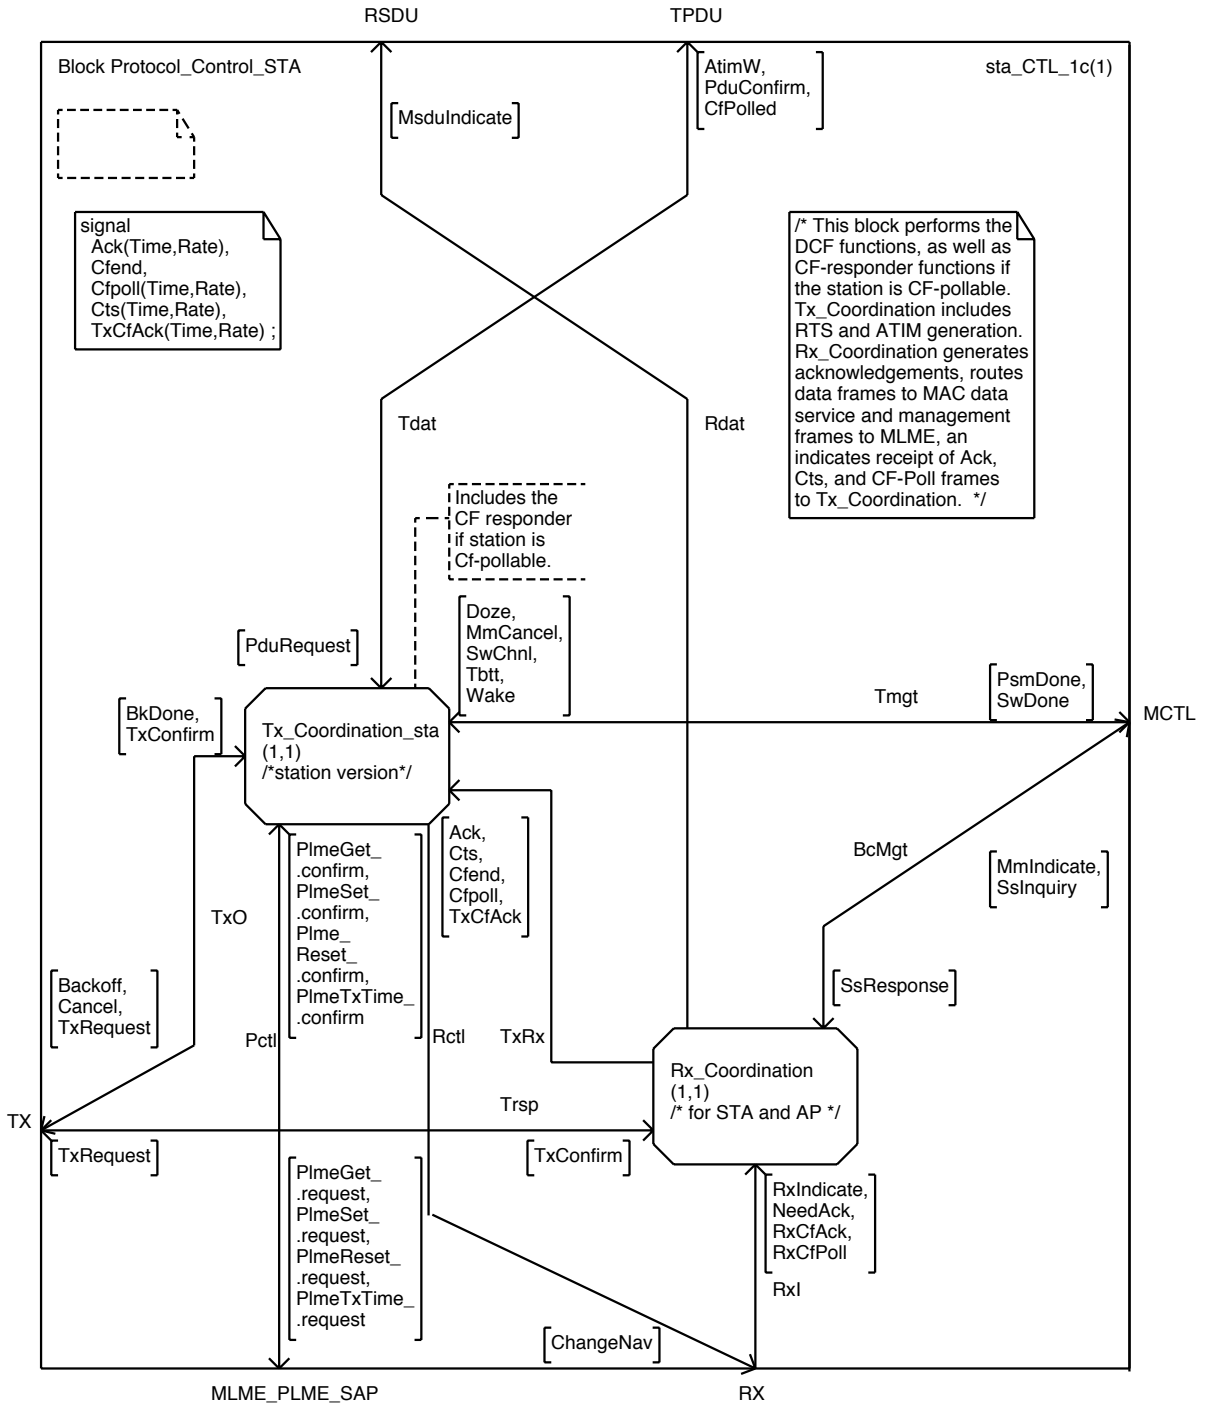 RSDU
TPDU
Block Protocol_Control_STA
sta_CTL_1c(1)
AtimW,
PduConfirm,
CfPolled
MsduIndicate
signal
Ack(Time,Rate),
Cfend,
Cfpoll(Time,Rate),
Cts(Time,Rate),
TxCfAck(Time,Rate) ;
/* This block performs the
DCF functions, as well as
CF-responder functions if
the station is CF-pollable.
Tx_Coordination includes
RTS and ATIM generation.
Rx_Coordination generates
acknowledgements, routes
data frames to MAC data
service and management
frames to MLME, an
indicates receipt of Ack,
Cts, and CF-Poll frames
to Tx_Coordination.  */
Tdat
Rdat
Includes the
CF responder
if station is
Cf-pollable.
Doze,
MmCancel,
SwChnl,
Tbtt,
Wake
PduRequest
PsmDone,
SwDone
Tmgt
MCTL
BkDone,
TxConfirm
Tx_Coordination_sta
(1,1)
/*station version*/
Ack,
Cts,
Cfend,
Cfpoll,
TxCfAck
PlmeGet_
.confirm,
PlmeSet_
.confirm,
Plme_
Reset_
.confirm,
PlmeTxTime_
.confirm
BcMgt
MmIndicate,
SsInquiry
TxO
Backoff,
Cancel,
TxRequest
SsResponse
Pctl
Rctl
TxRx
Rx_Coordination
(1,1)
/* for STA and AP */
Trsp
TX
TxRequest
TxConfirm
PlmeGet_
.request,
PlmeSet_
.request,
PlmeReset_
.request,
PlmeTxTime_
.request
RxIndicate,
NeedAck,
RxCfAck,
RxCfPoll
RxI
ChangeNav
MLME_PLME_SAP
RX